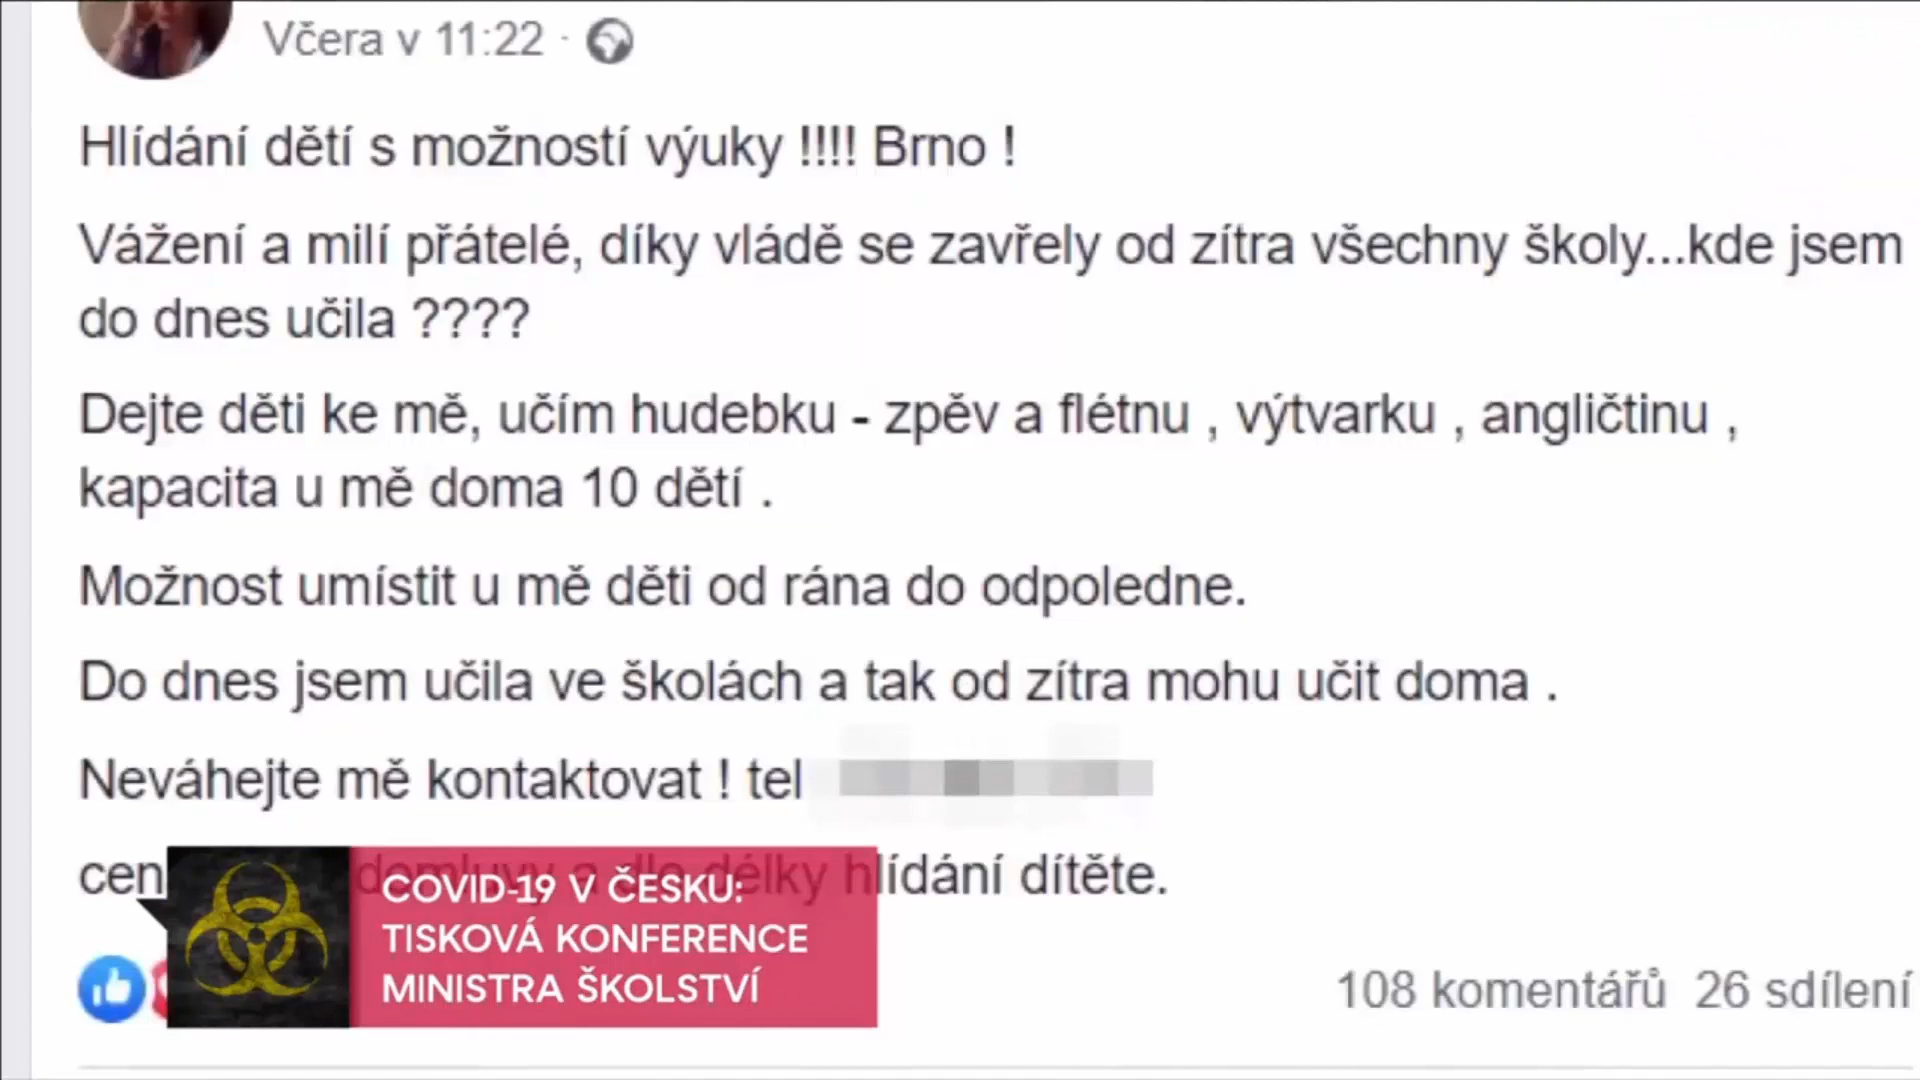 Včera v 11:22 ·
Hlídání dětí s možností výuky !!!! Brno !
Vážení a milí přátelé, díky vládě se zavřely od zítra všechny školy...kde jsem
do dnes učila ????
Dejte děti ke mě, učím hudebku - zpěv a flétnu , výtvarku , angličtinu ,
kapacita u mě doma 10 dětí .
Možnost umístit u mě děti od rána do odpoledne.
Do dnes jsem učila ve školách a tak od zítra mohu učit doma .
Neváhejte mě kontaktovat ! tel
domluvy a dle délky hlídání dítěte.
COVID-19 V ČESKU:
TISKOVÁ KONFERENCE
MINISTRA ŠKOLSTVÍ
108 komentářů 26 sdílení